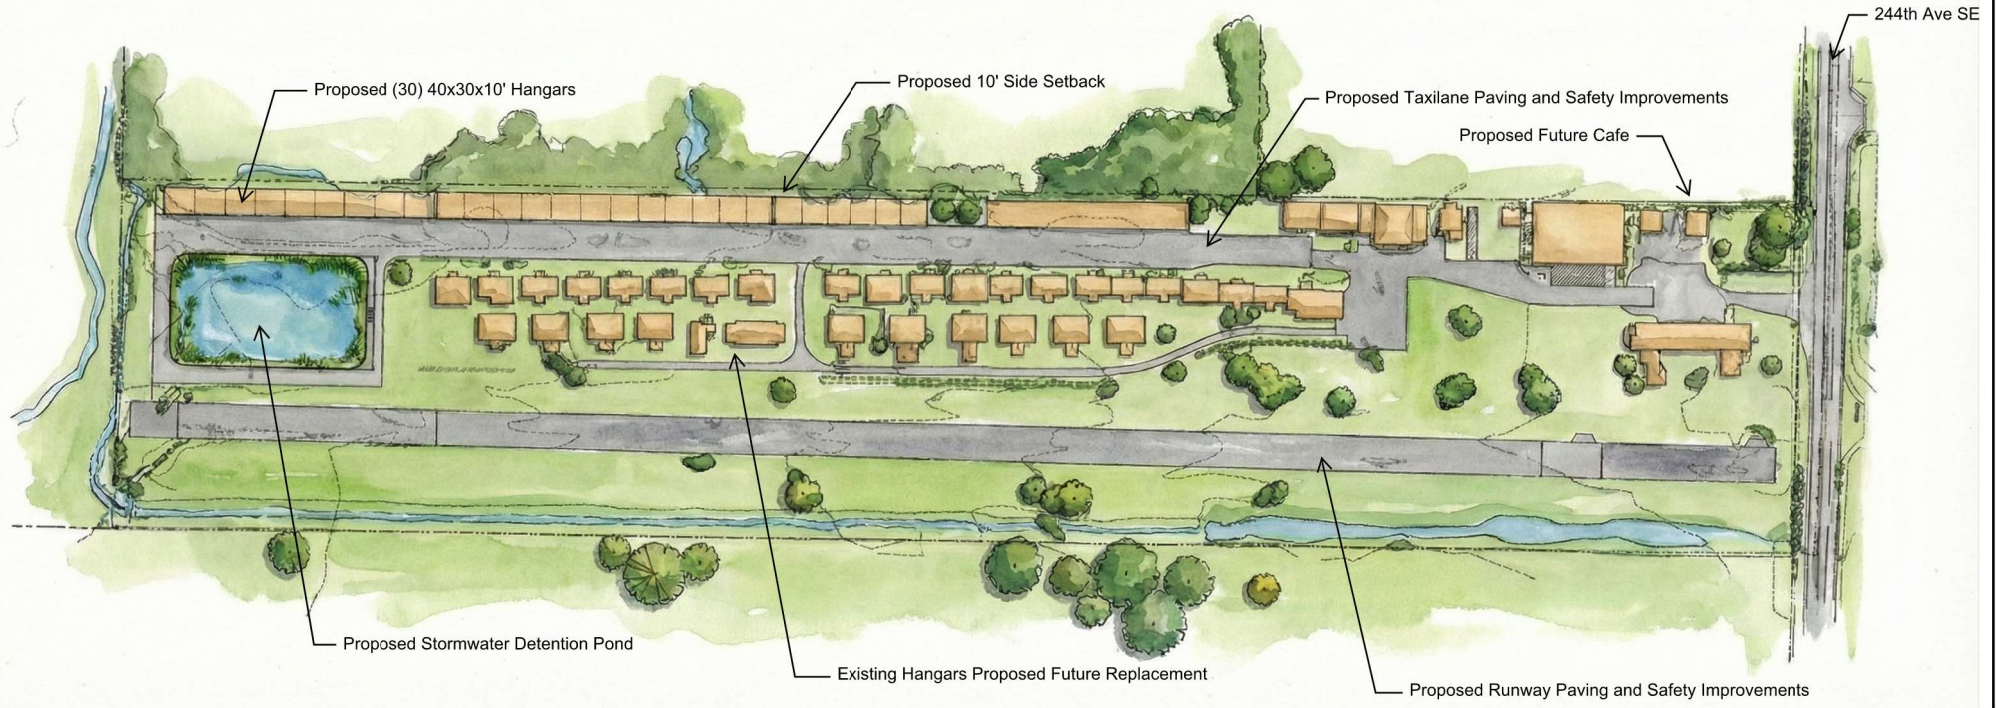 244th Ave SE
Proposed (30) 40x30x10' Hangars
Proposed 10' Side Setback
Proposed Taxilane Paving and Safety Improvements
Proposed Future Cafe
Proposed Stormwater Detention Pond
Existing Hangars Proposed Future Replacement
Proposed Runway Paving and Safety Improvements